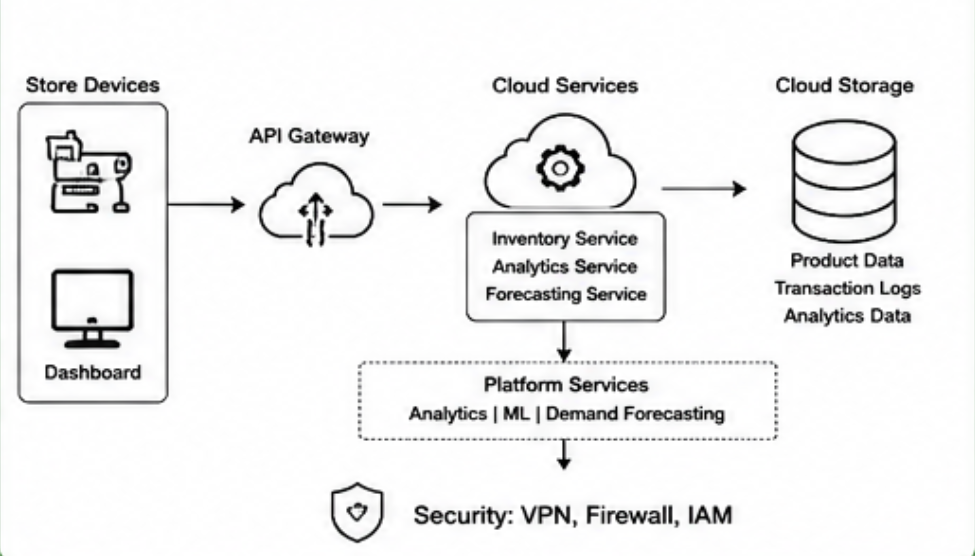 Store Devices
Dashboard
API Gateway
Cloud Services
Inventory Service
Analytics Service
Forecasting Service
Cloud Storage
Product Data
Transaction Logs
Analytics Data
Platform Services
Analytics | ML | Demand Forecasting
Security: VPN, Firewall, IAM